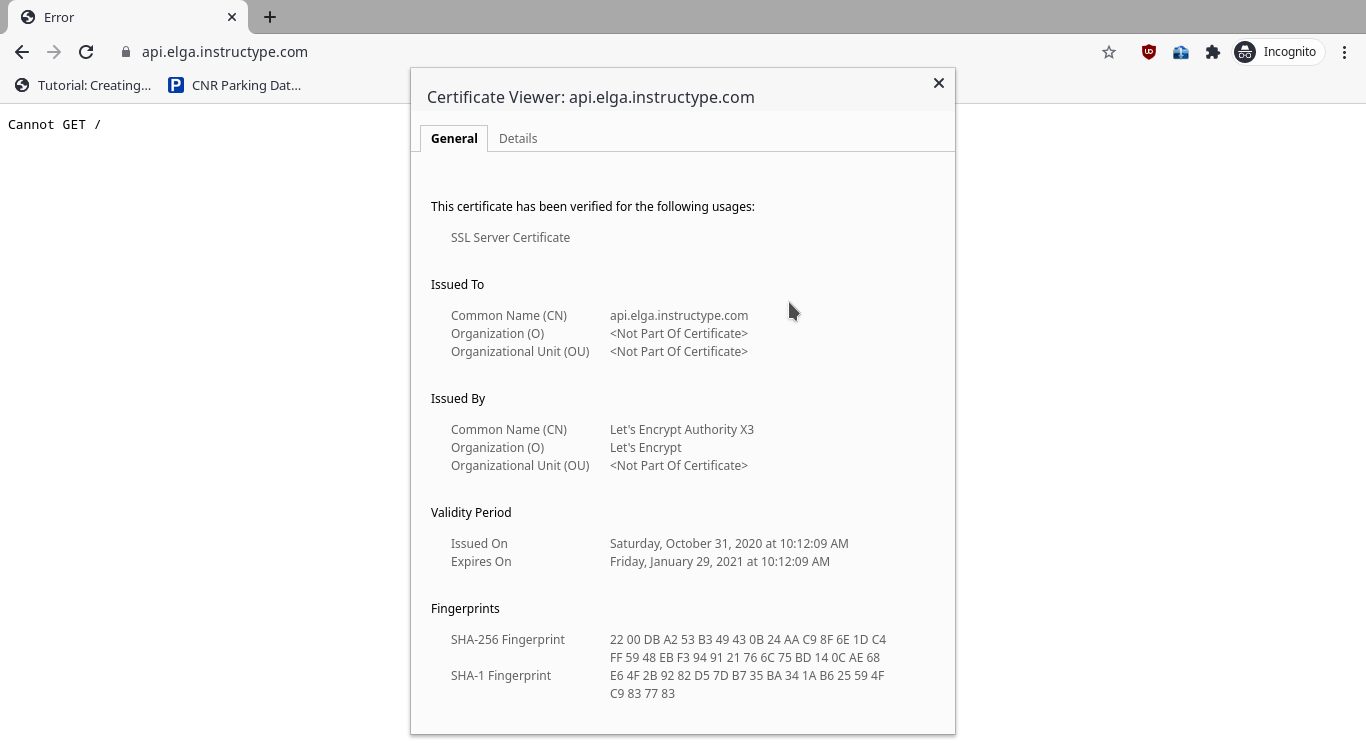 Error
api.elga.instructype.com
Incognito
Tutorial: Creating...
P CNR Parking Dat...
Cannot GET /
Certificate Viewer: api.elga.instructype.com
General Details
This certificate has been verified for the following usages:
SSL Server Certificate
Issued To
Common Name (CN) api.elga.instructype.com
Organization (O) <Not Part Of Certificate>
Organizational Unit (OU) <Not Part Of Certificate>
Issued By
Common Name (CN) Let's Encrypt Authority X3
Organization (O) Let's Encrypt
Organizational Unit (OU) <Not Part Of Certificate>
Validity Period
Issued On Saturday, October 31, 2020 at 10:12:09 AM
Expires On Friday, January 29, 2021 at 10:12:09 AM
Fingerprints
SHA-256 Fingerprint 22 00 DB A2 53 B3 49 43 0B 24 AA C9 8F 6E 1D C4
FF 59 48 EB F3 94 91 21 76 6C 75 BD 14 0C AE 68
SHA-1 Fingerprint E6 4F 2B 92 82 D5 7D B7 35 BA 34 1A B6 25 59 4F
C9 83 77 83